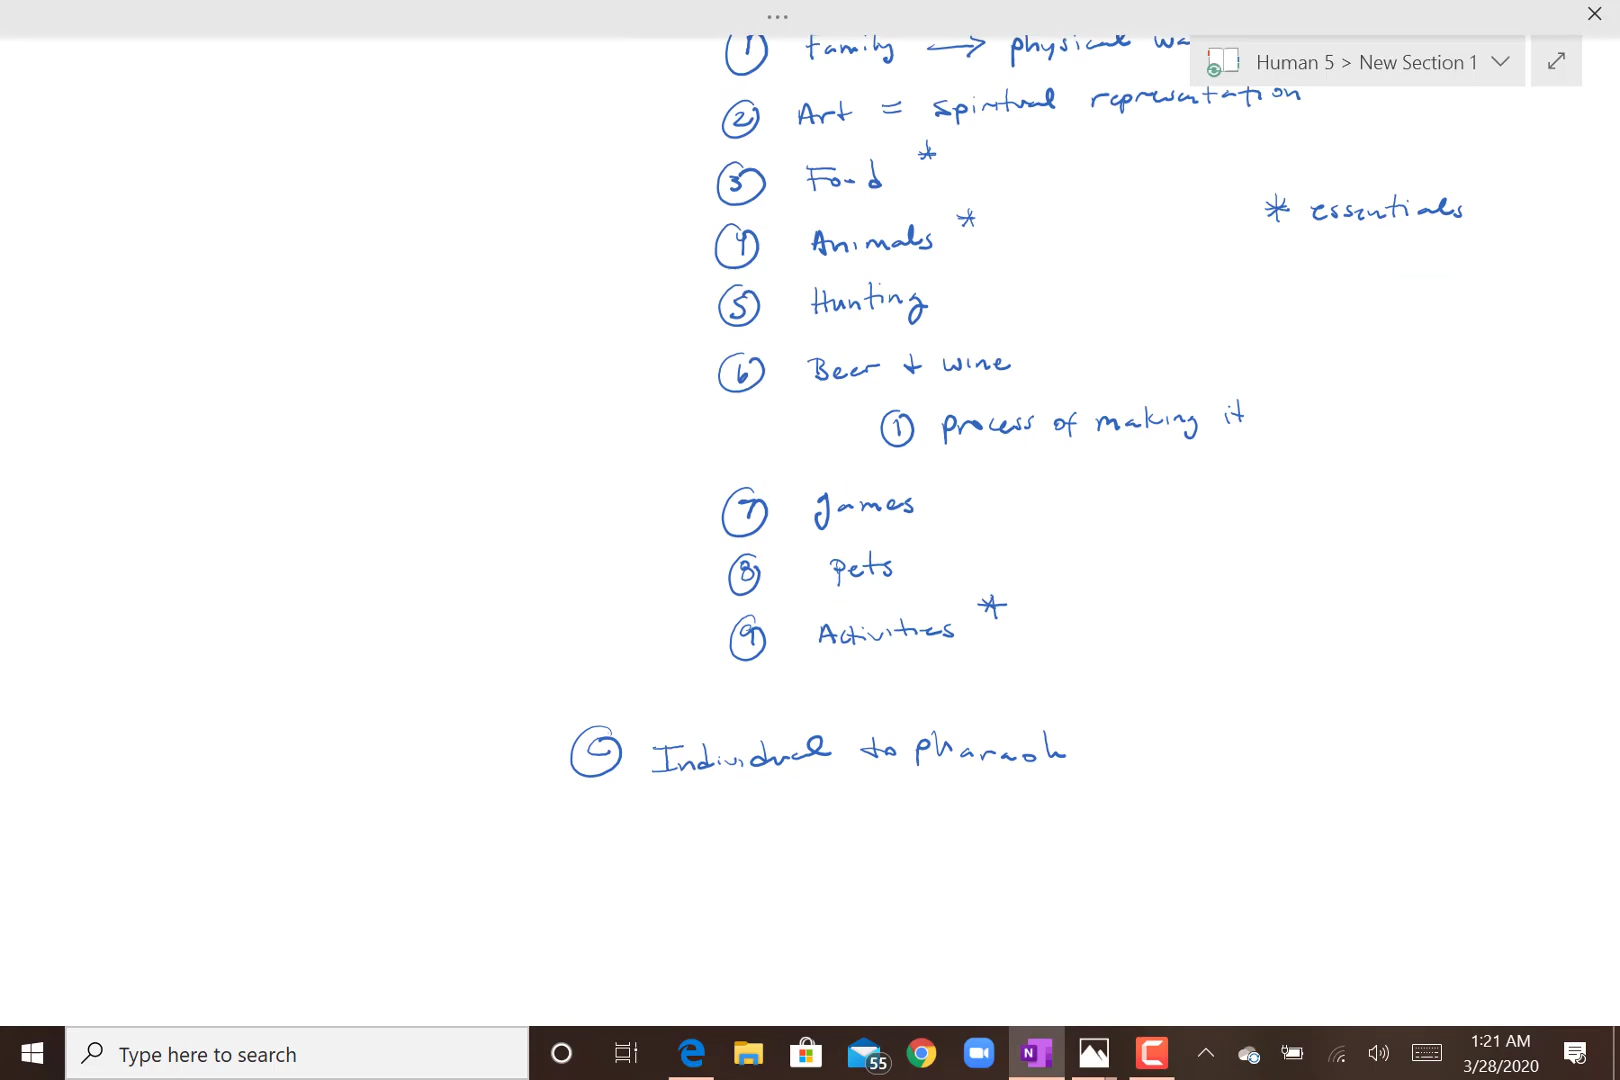 ① Family ⟷ physical wa
Human 5 > New Section 1
② Art = spiritual representation
③ Food *
* essentials
④ Animals *
⑤ Hunting
⑥ Beer + wine
① process of making it
⑦ games
⑧ Pets
⑨ Activities *
Ⓒ Individual to pharaoh
Type here to search
55
N
1:21 AM
3/28/2020